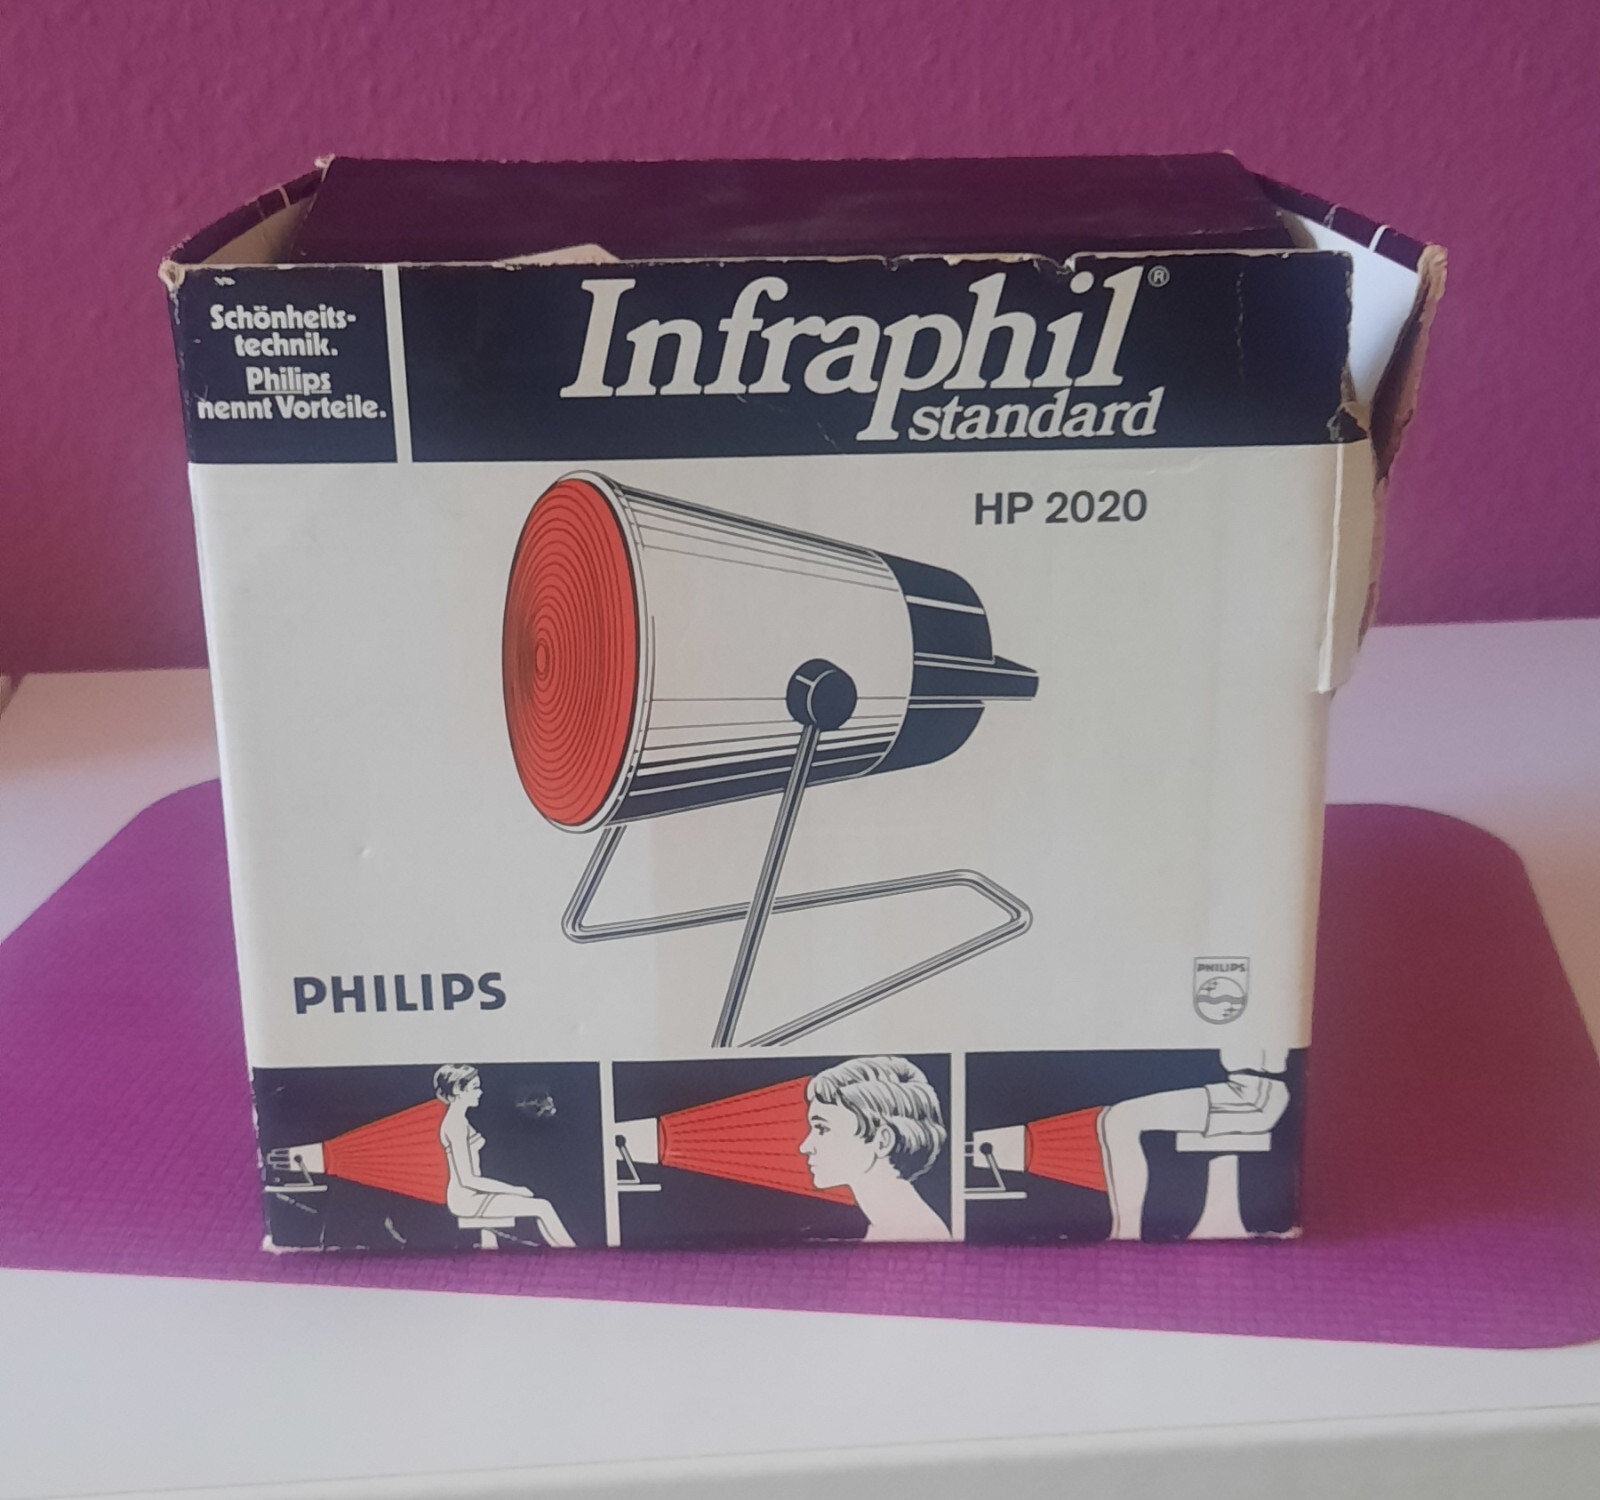 Schönheits-
technik.
Philips
nennt Vorteile.
Infraphil®
standard
HP 2020
PHILIPS
PHILIPS